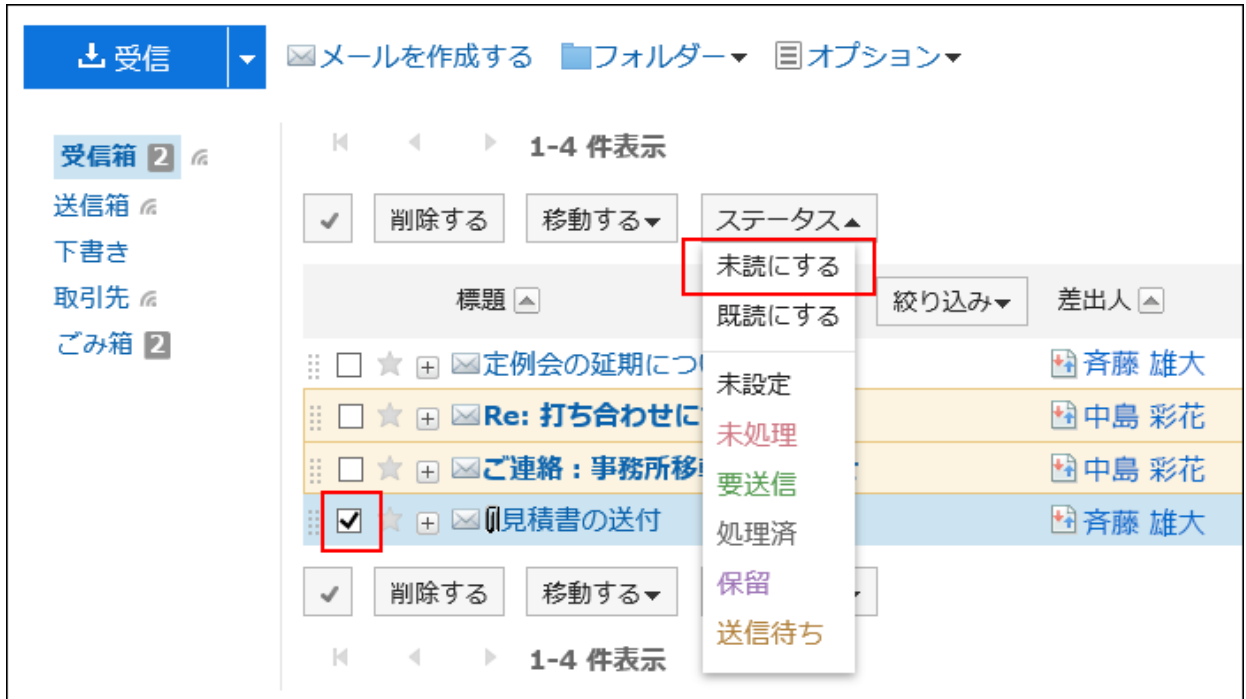 受信 メールを作成する フォルダー オプション
受信箱 2
送信箱
下書き
取引先
ごみ箱 2
1-4 件表示
削除する 移動する ステータス
未読にする
既読にする
未設定
未処理
要送信
処理済
保留
送信待ち
標題 絞り込み 差出人
定例会の延期につ 斉藤 雄大
Re: 打ち合わせに 中島 彩花
ご連絡:事務所移 中島 彩花
見積書の送付 斉藤 雄大
削除する 移動する
1-4 件表示